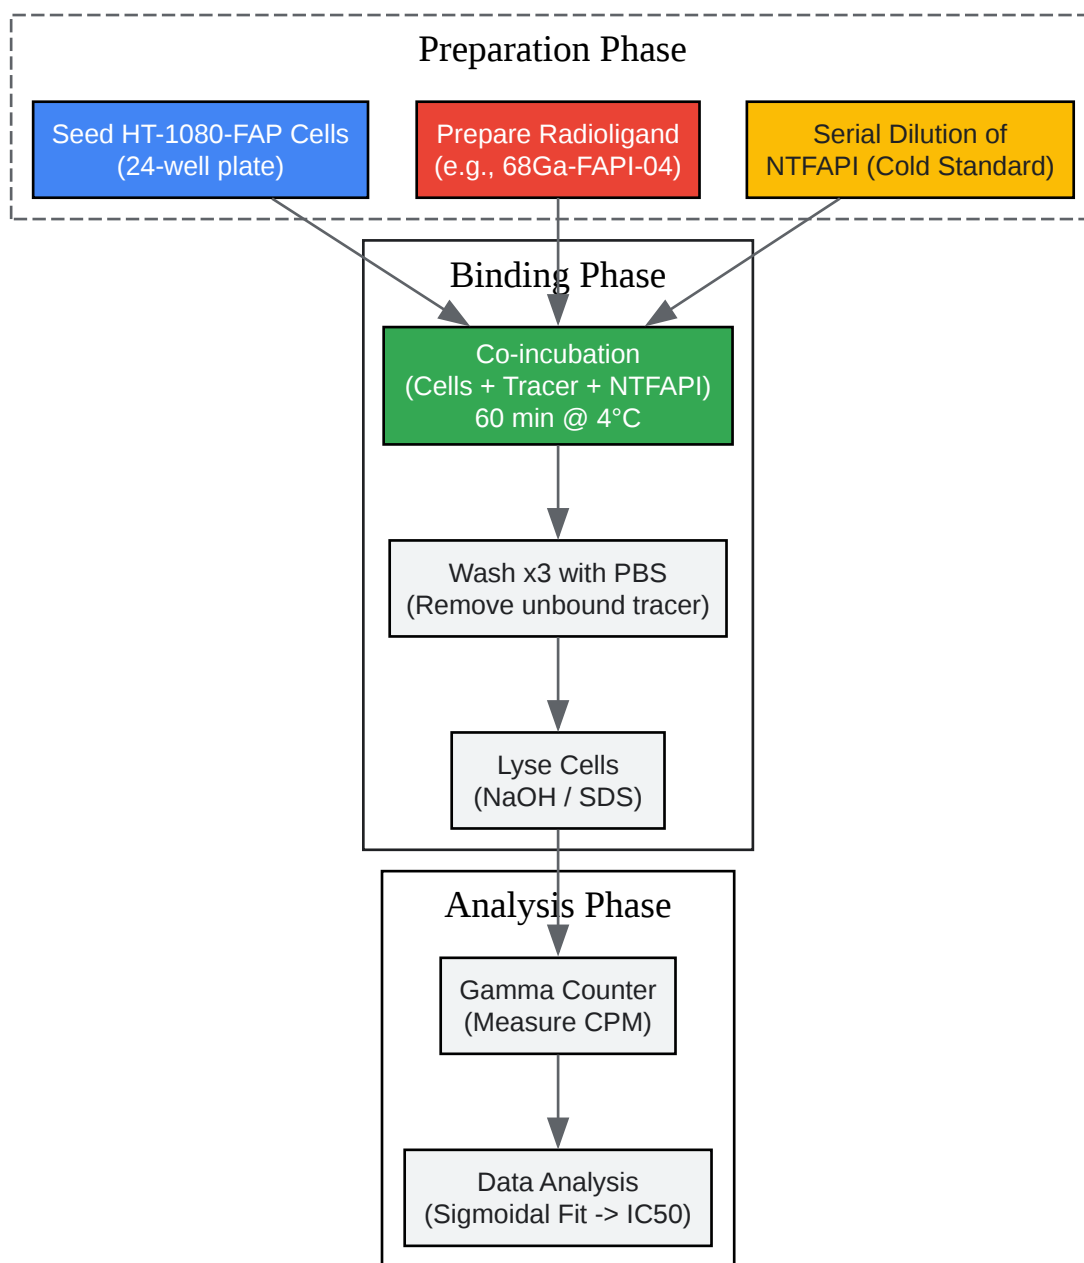 Preparation Phase
Seed HT-1080-FAP Cells
(24-well plate)
Prepare Radioligand
(e.g., 68Ga-FAPI-04)
Serial Dilution of
NTFAPI (Cold Standard)
Binding Phase
Co-incubation
(Cells + Tracer + NTFAPI)
60 min @ 4°C
Wash x3 with PBS
(Remove unbound tracer)
Lyse Cells
(NaOH / SDS)
Analysis Phase
Gamma Counter
(Measure CPM)
Data Analysis
(Sigmoidal Fit -> IC50)